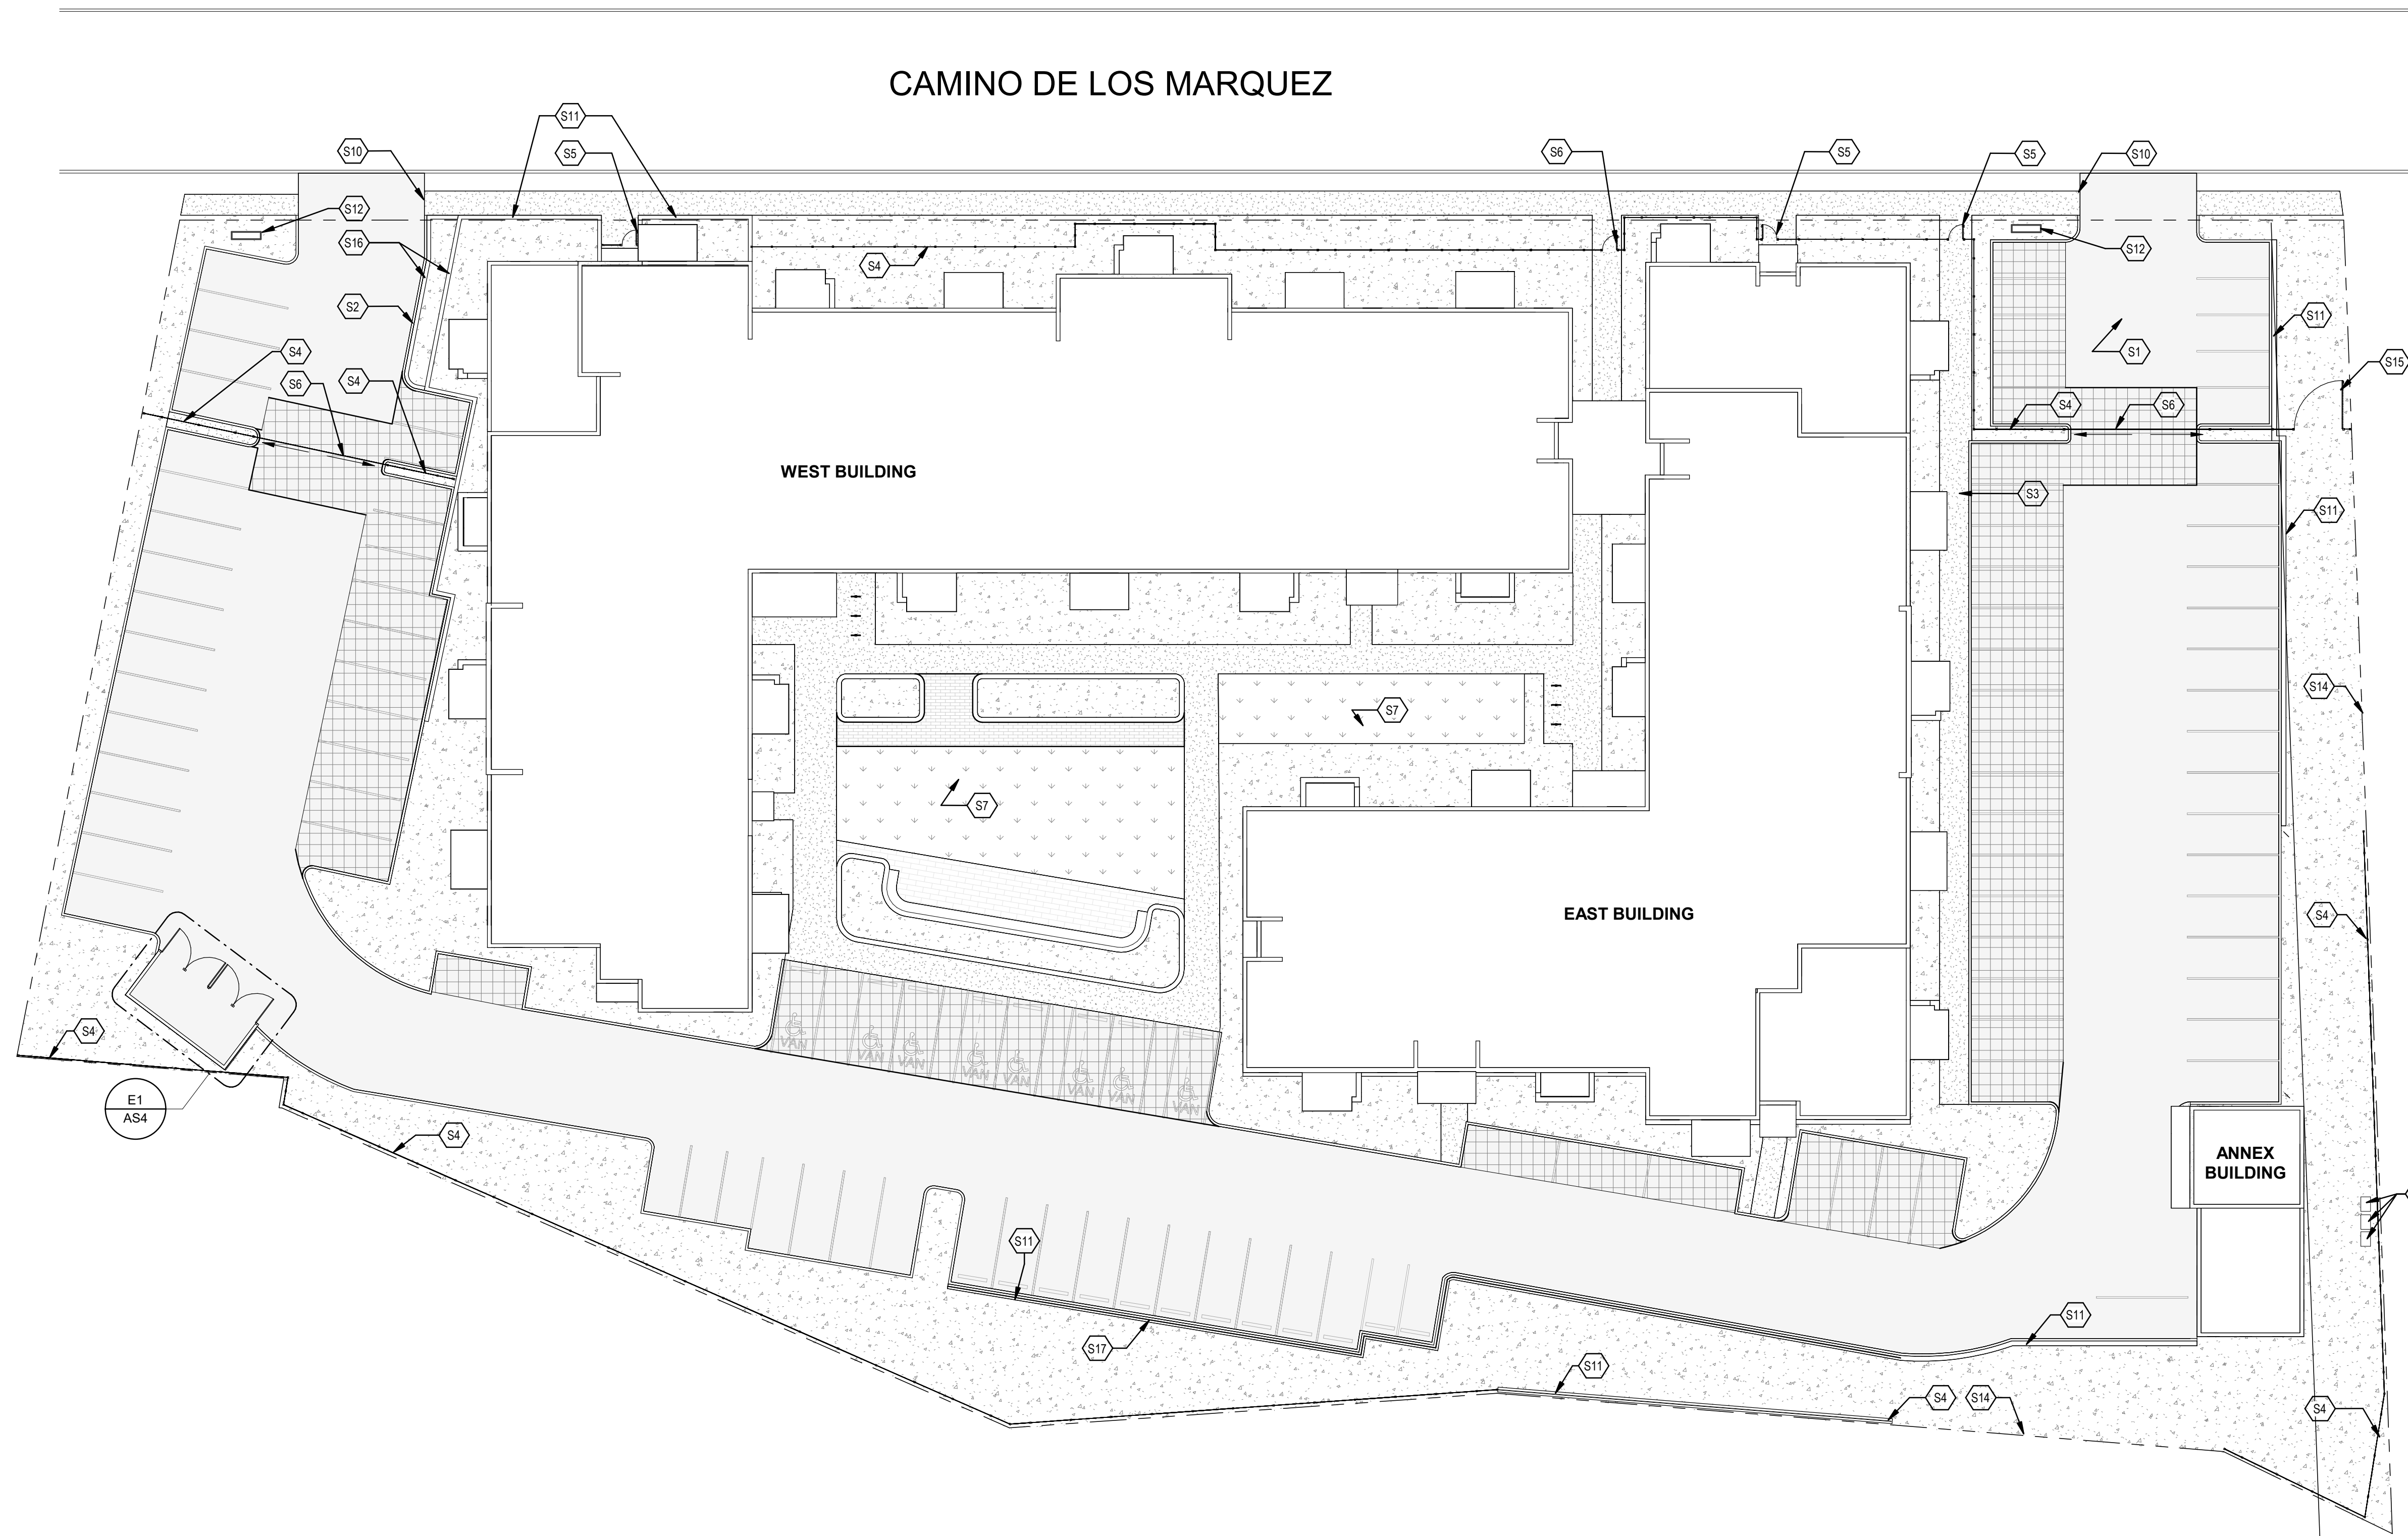 CAMINO DE LOS MARQUEZ
S11
S10
S5
S6
S5
S5
S10
S12
S16
S4
S12
S2
S11
S4
S1
S15
S6
S4
S4
S6
WEST BUILDING
S3
S11
S14
S7
S7
EAST BUILDING
S4
S4
VAN
VAN
VAN
VAN
VAN
VAN
VAN
VAN
E1
AS4
S4
ANNEX
BUILDING
S11
S11
S17
S11
S4
S14
S4